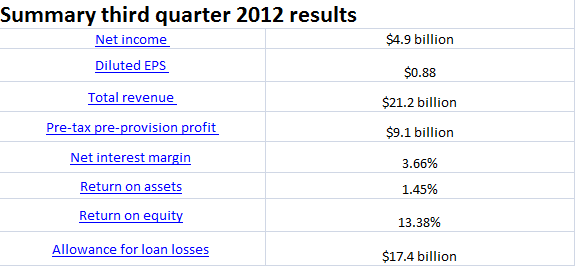 Summary third quarter 2012 results
Net income $4.9 billion
Diluted EPS $0.88
Total revenue $21.2 billion
Pre-tax pre-provision profit $9.1 billion
Net interest margin 3.66%
Return on assets 1.45%
Return on equity 13.38%
Allowance for loan losses $17.4 billion